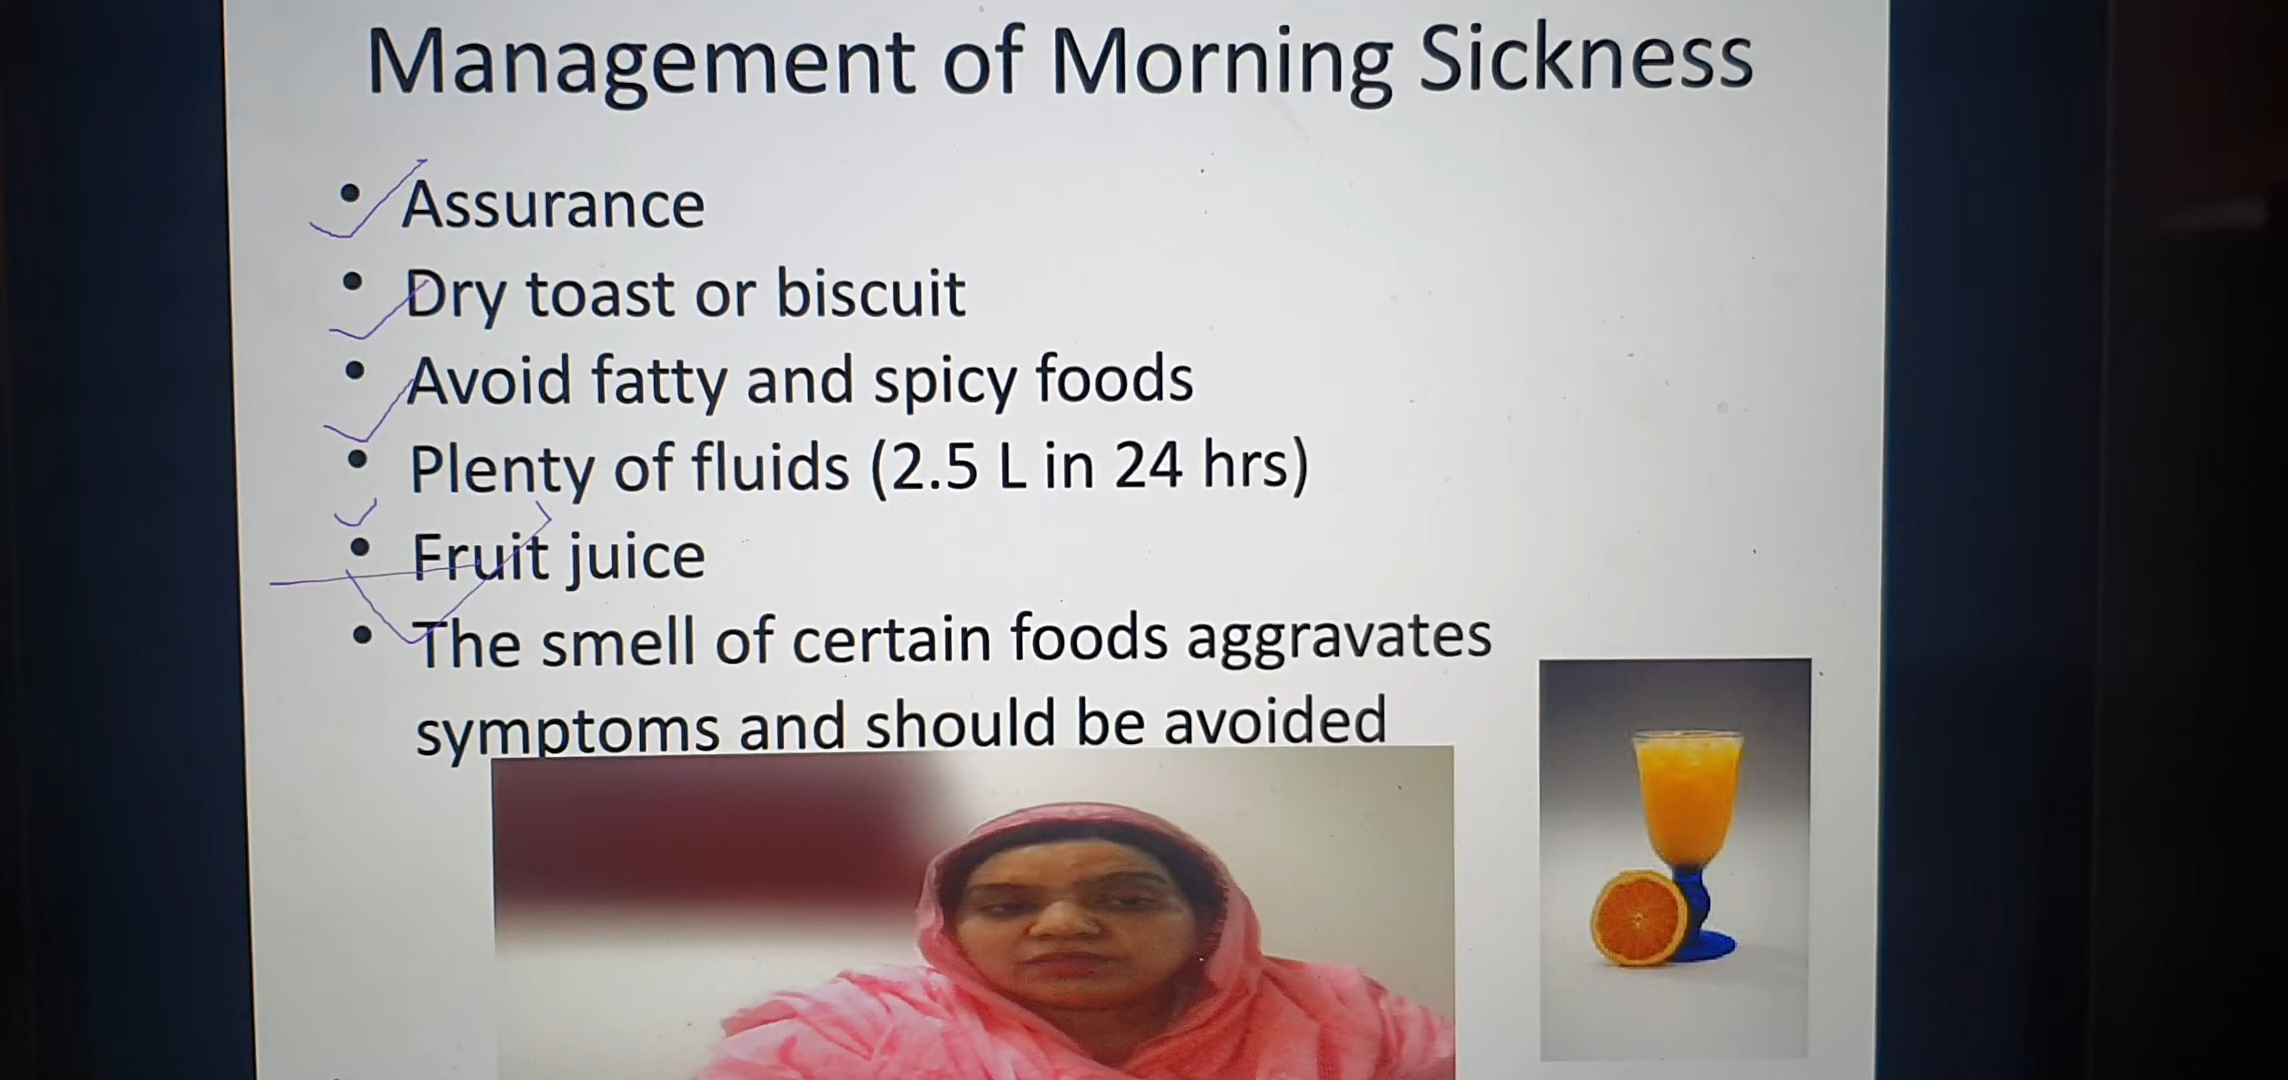 Management of Morning Sickness
• Assurance
• Dry toast or biscuit
• Avoid fatty and spicy foods
• Plenty of fluids (2.5 L in 24 hrs)
• Fruit juice
• The smell of certain foods aggravates
symptoms and should be avoided